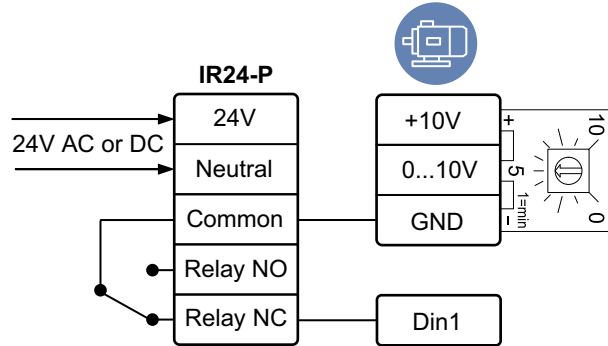 IR24-P
24V AC or DC
24V
Neutral
Common
Relay NO
Relay NC
+10V
0...10V
GND
Din1
+
-
1=min
10
5
0